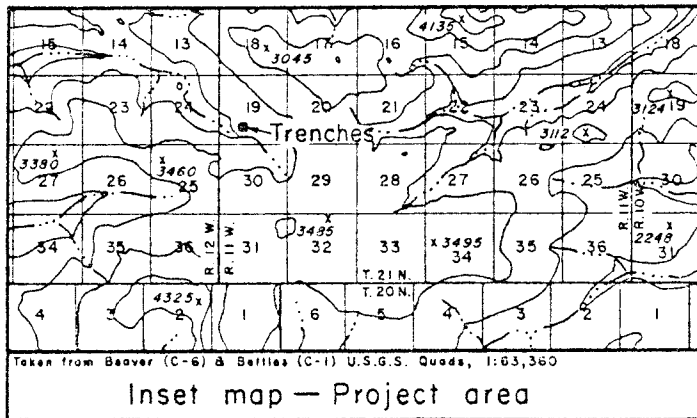 4135
15 14 13 18 17 16 15 14 13 18
3045
22 23 24 19 20 21 22 23 24 3124 19
Trenches
3112
3380 3460
27 26 25 30 29 28 27 26 25 30
R. 12 W. R. 11 W. R. 11 W. R. 10 W.
3485 3495 2248
34 35 36 31 32 33 34 35 36 31
T. 21 N.
T. 20 N.
4325
4 3 2 1 6 5 4 3 2 1
Taken from Beaver (C-6) & Bettles (C-1) U.S.G.S. Quads, 1:63,360
Inset map — Project area